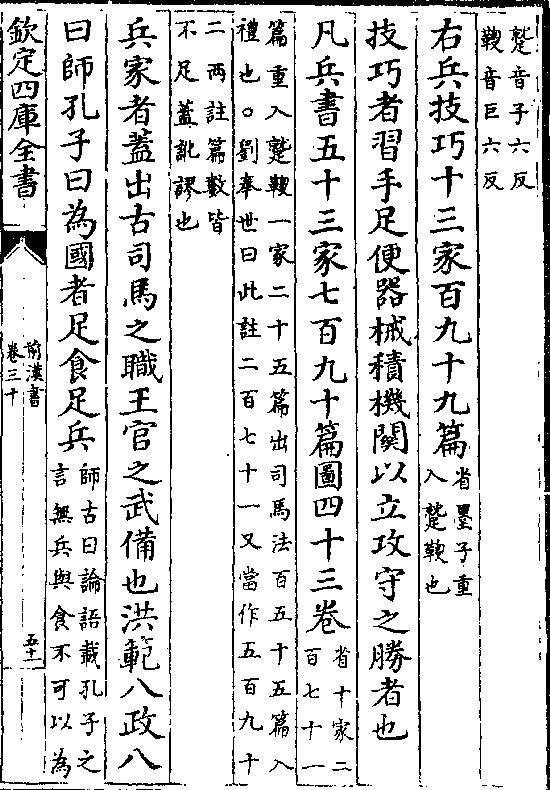 蹵音子六反
鞠音巨六反
右兵技巧十三家百九十九篇省墨子重
入蹵鞠也
技巧者習手足便器械積機關以立攻守之勝者也
凡兵書五十三家七百九十篇圖四十三卷省十家二
百七十一
篇重入蹵鞠一家二十五篇出司馬法百五十五篇入
禮也○劉奉世曰此註二百七十一又當作五百九十
二兩註篇數皆
不足蓋訛謬也
兵家者蓋出古司馬之職王官之武備也洪範八政八
曰師孔子曰為國者足食足兵師古曰論語載孔子之
言無兵與食不可以為
欽定四庫全書
前漢書
卷三十
五十一